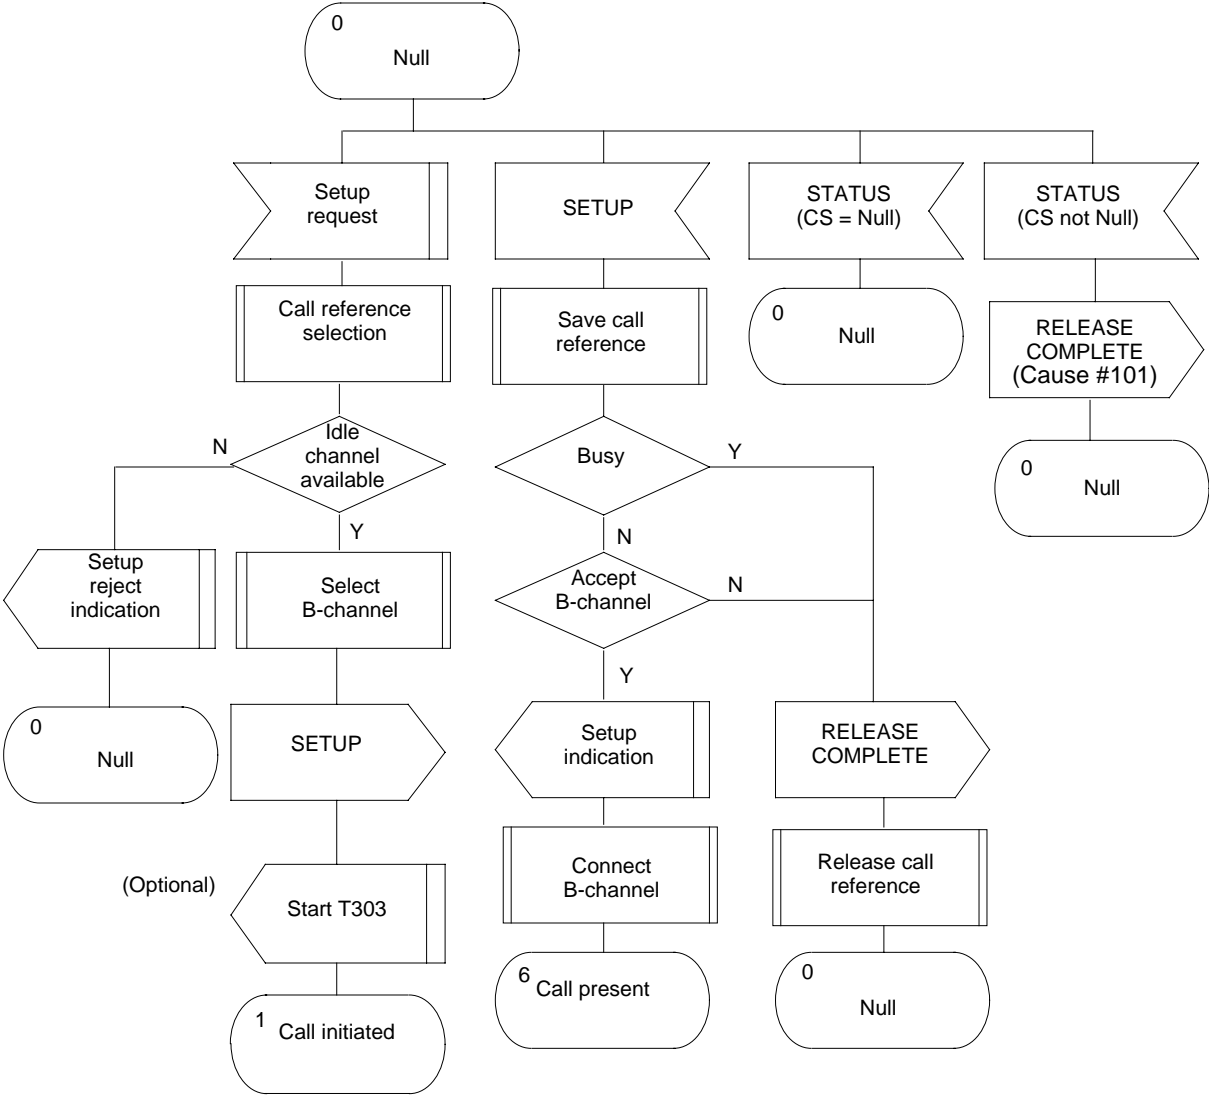 0
Null
Setup
request
SETUP
STATUS
(CS = Null)
STATUS
(CS not Null)
Call reference
selection
Save call
reference
0
Null
RELEASE
COMPLETE
(Cause #101)
Idle
channel
available
N
Y
Busy
Y
N
0
Null
Setup
reject
indication
Select
B-channel
Accept
B-channel
N
Y
0
Null
SETUP
Setup
indication
RELEASE
COMPLETE
(Optional)
Start T303
Connect
B-channel
Release call
reference
1
Call initiated
6
Call present
0
Null